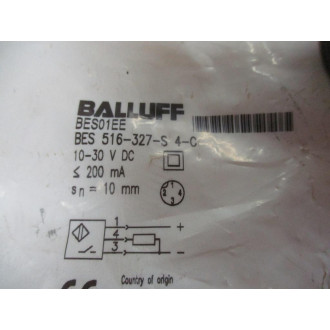 BALLUFF
BES01EE
BES 516-327-S 4-C
10-30 V DC
≤ 200 mA
sn = 10 mm
1 +
4
3 −
Country of origin
CE